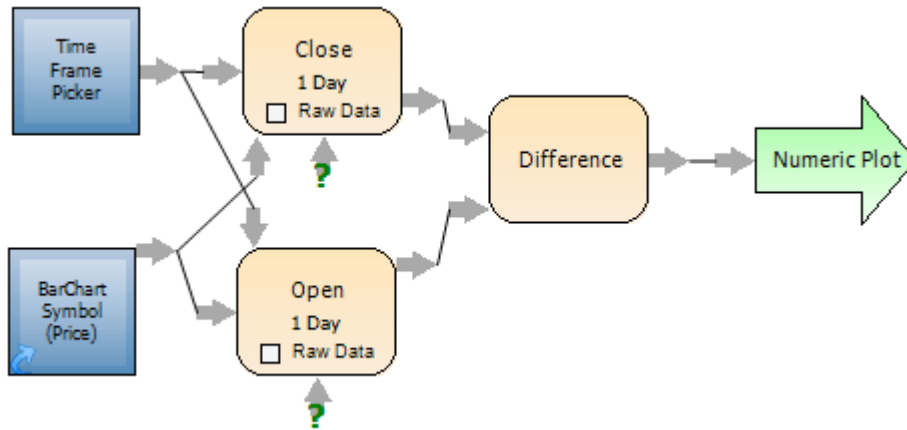 Time
Frame
Picker
Close
1 Day
Raw Data
?
Difference
Numeric Plot
BarChart
Symbol
(Price)
Open
1 Day
Raw Data
?